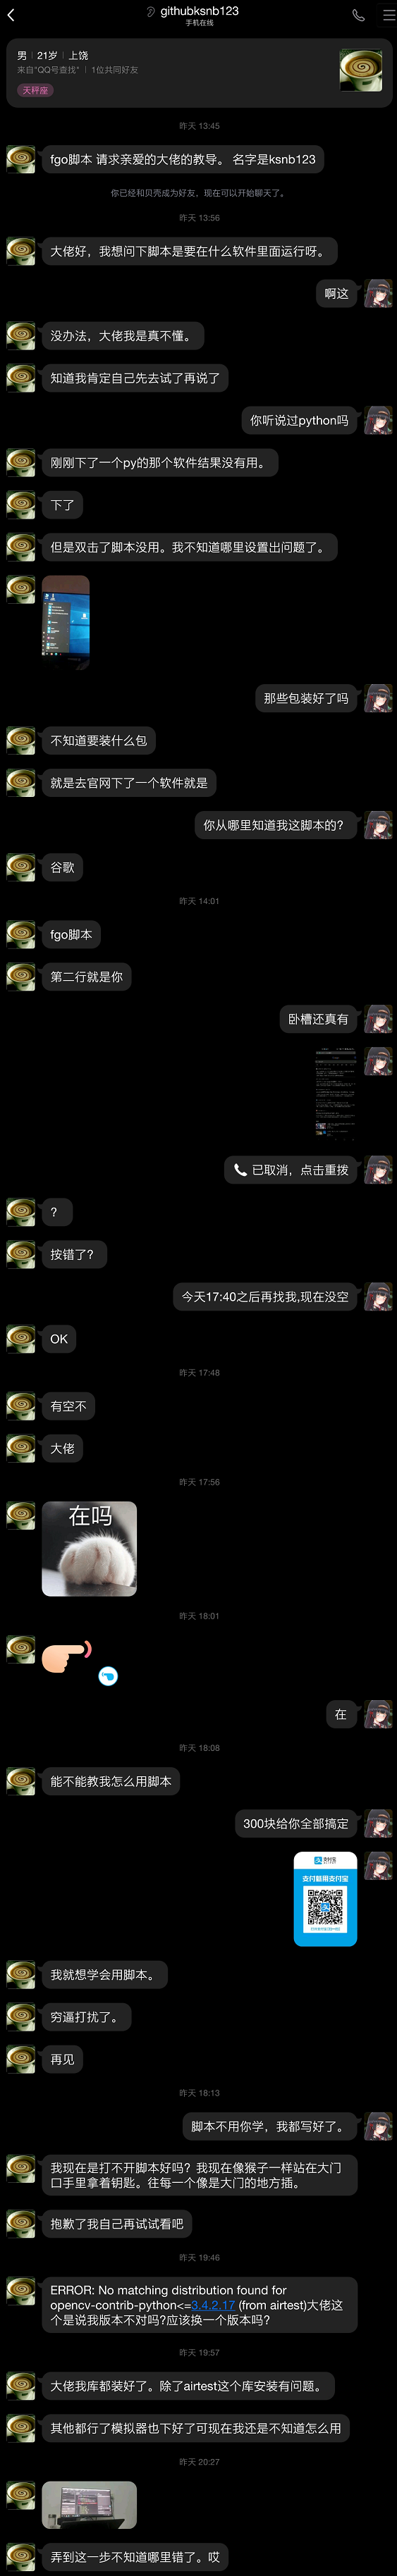 githubksnb123
手机在线
男 | 21岁 | 上饶
来自"QQ号查找" | 1位共同好友
天秤座
昨天 13:45
fgo脚本 请求亲爱的大佬的教导。 名字是ksnb123
你已经和贝壳成为好友，现在可以开始聊天了。
昨天 13:56
大佬好，我想问下脚本是要在什么软件里面运行呀。
啊这
没办法，大佬我是真不懂。
知道我肯定自己先去试了再说了
你听说过python吗
刚刚下了一个py的那个软件结果没有用。
下了
但是双击了脚本没用。我不知道哪里设置出问题了。
那些包装好了吗
不知道要装什么包
就是去官网下了一个软件就是
你从哪里知道我这脚本的？
谷歌
昨天 14:01
fgo脚本
第二行就是你
卧槽还真有
已取消，点击重拨
？
按错了？
今天17:40之后再找我,现在没空
OK
昨天 17:48
有空不
大佬
昨天 17:56
在吗
昨天 18:01
在
昨天 18:08
能不能教我怎么用脚本
300块给你全部搞定
支付宝
支付就用支付宝
我就想学会用脚本。
穷逼打扰了。
再见
昨天 18:13
脚本不用你学，我都写好了。
我现在是打不开脚本好吗？我现在像猴子一样站在大门
口手里拿着钥匙。往每一个像是大门的地方插。
抱歉了我自己再试试看吧
昨天 19:46
ERROR: No matching distribution found for
opencv-contrib-python<=3.4.2.17 (from airtest)大佬这
个是说我版本不对吗?应该换一个版本吗?
昨天 19:57
大佬我库都装好了。除了airtest这个库安装有问题。
其他都行了模拟器也下好了可现在我还是不知道怎么用
昨天 20:27
弄到这一步不知道哪里错了。哎